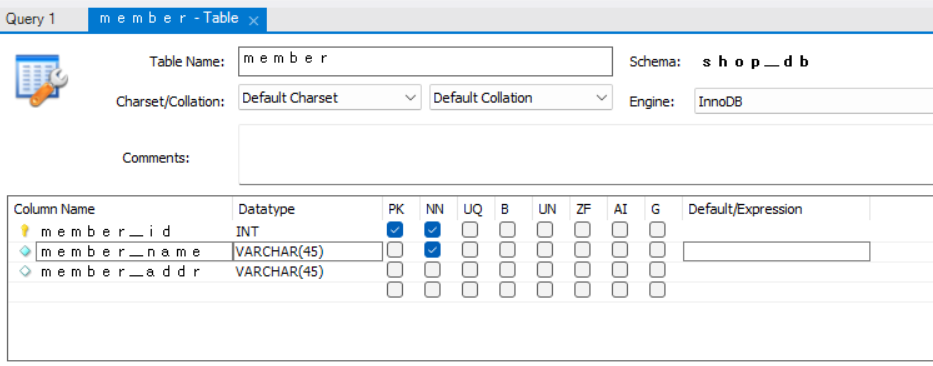 Query 1 ｍｅｍｂｅｒ - Table ×
Table Name: ｍｅｍｂｅｒ Schema: ｓｈｏｐ＿ｄｂ
Charset/Collation: Default Charset Default Collation Engine: InnoDB
Comments:
Column Name Datatype PK NN UQ B UN ZF AI G Default/Expression
ｍｅｍｂｅｒ＿ｉｄ INT
ｍｅｍｂｅｒ＿ｎａｍｅ VARCHAR(45)
ｍｅｍｂｅｒ＿ａｄｄｒ VARCHAR(45)